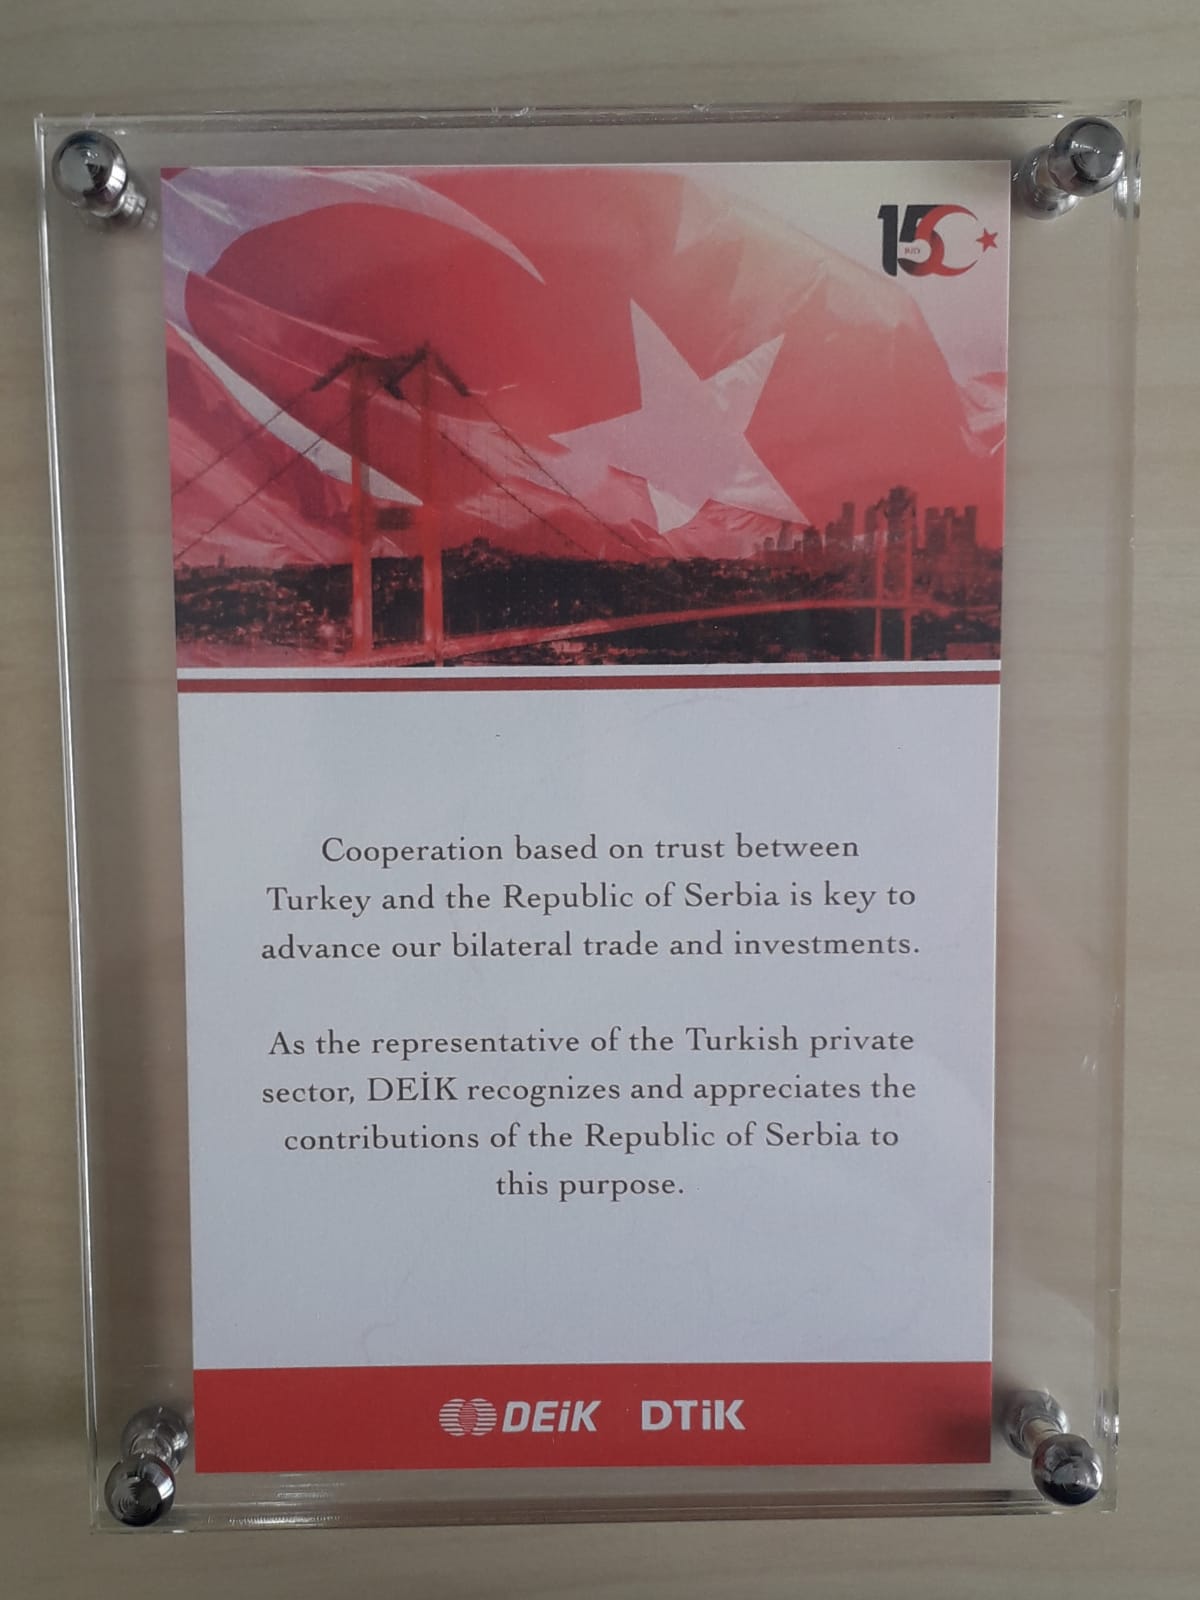 15
Cooperation based on trust between
Turkey and the Republic of Serbia is key to
advance our bilateral trade and investments.
As the representative of the Turkish private
sector, DEİK recognizes and appreciates the
contributions of the Republic of Serbia to
this purpose.
DEiK DTiK